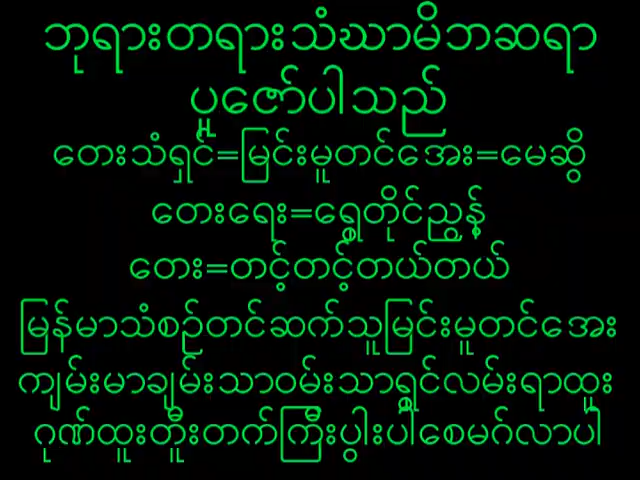 ဘုရားတရားသံဃာမိဘဆရာ
ပူဇော်ပါသည်
တေးသံရှင်=မြင်းမူတင်အေး=မေဆွိ
တေးရေး=ရွှေတိုင်ညွန့်
တေး=တင့်တင့်တယ်တယ်
မြန်မာသံစဉ်တင်ဆက်သူမြင်းမူတင်အေး
ကျမ်းမာချမ်းသာဝမ်းသာရွှင်လမ်းရာထူး
ဂုဏ်ထူးတိုးတက်ကြီးပွါးပါစေမင်္ဂလာပါ